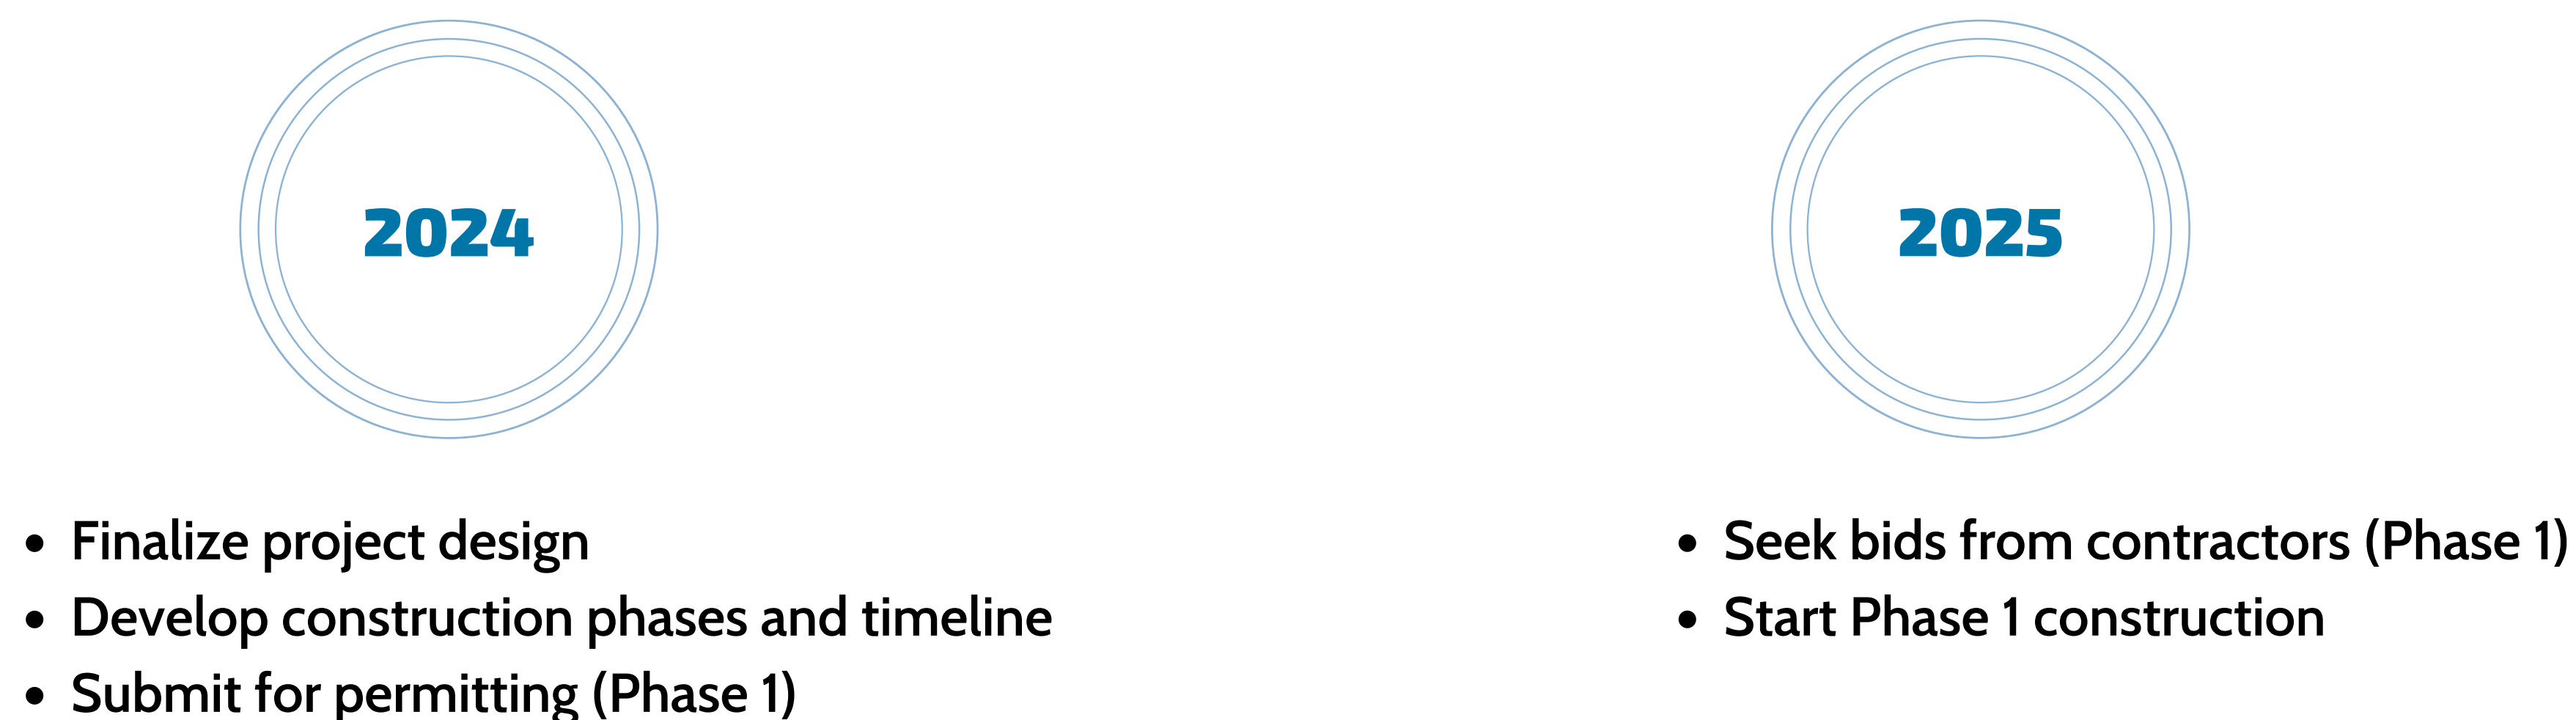 2024
• Finalize project design
• Develop construction phases and timeline
• Submit for permitting (Phase 1)
2025
• Seek bids from contractors (Phase 1)
• Start Phase 1 construction